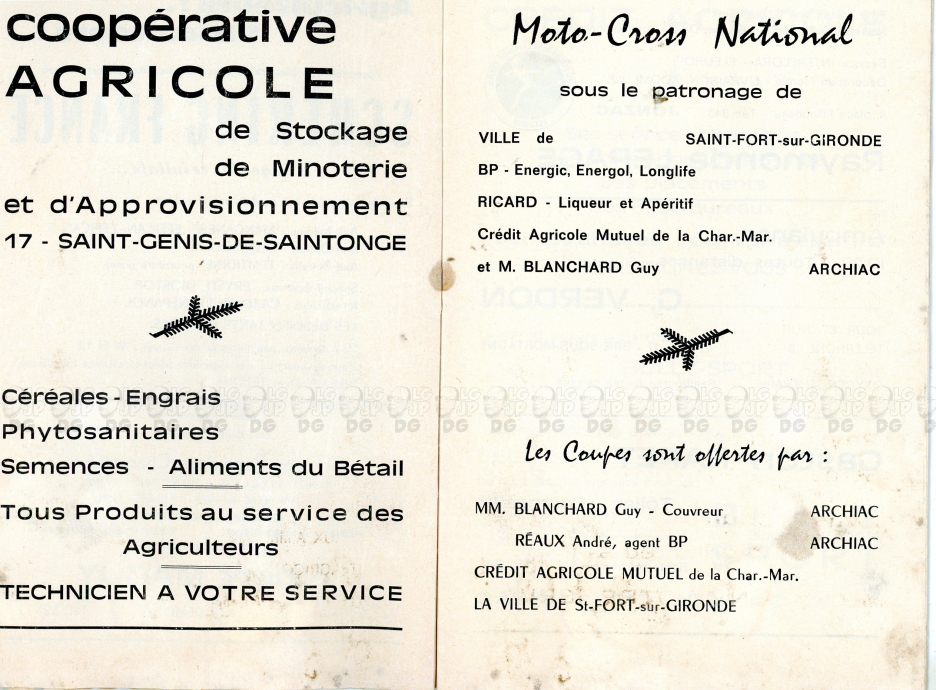 coopérative
AGRICOLE
de Stockage
de Minoterie
et d'Approvisionnement
17 - SAINT-GENIS-DE-SAINTONGE
Céréales - Engrais
Phytosanitaires
Semences - Aliments du Bétail
Tous Produits au service des
Agriculteurs
TECHNICIEN A VOTRE SERVICE
Moto-Cross National
sous le patronage de
VILLE de SAINT-FORT-sur-GIRONDE
BP - Energic, Energol, Longlife
RICARD - Liqueur et Apéritif
Crédit Agricole Mutuel de la Char.-Mar.
et M. BLANCHARD Guy ARCHIAC
Les Coupes sont offertes par :
MM. BLANCHARD Guy - Couvreur ARCHIAC
RÉAUX André, agent BP ARCHIAC
CRÉDIT AGRICOLE MUTUEL de la Char.-Mar.
LA VILLE DE St-FORT-sur-GIRONDE